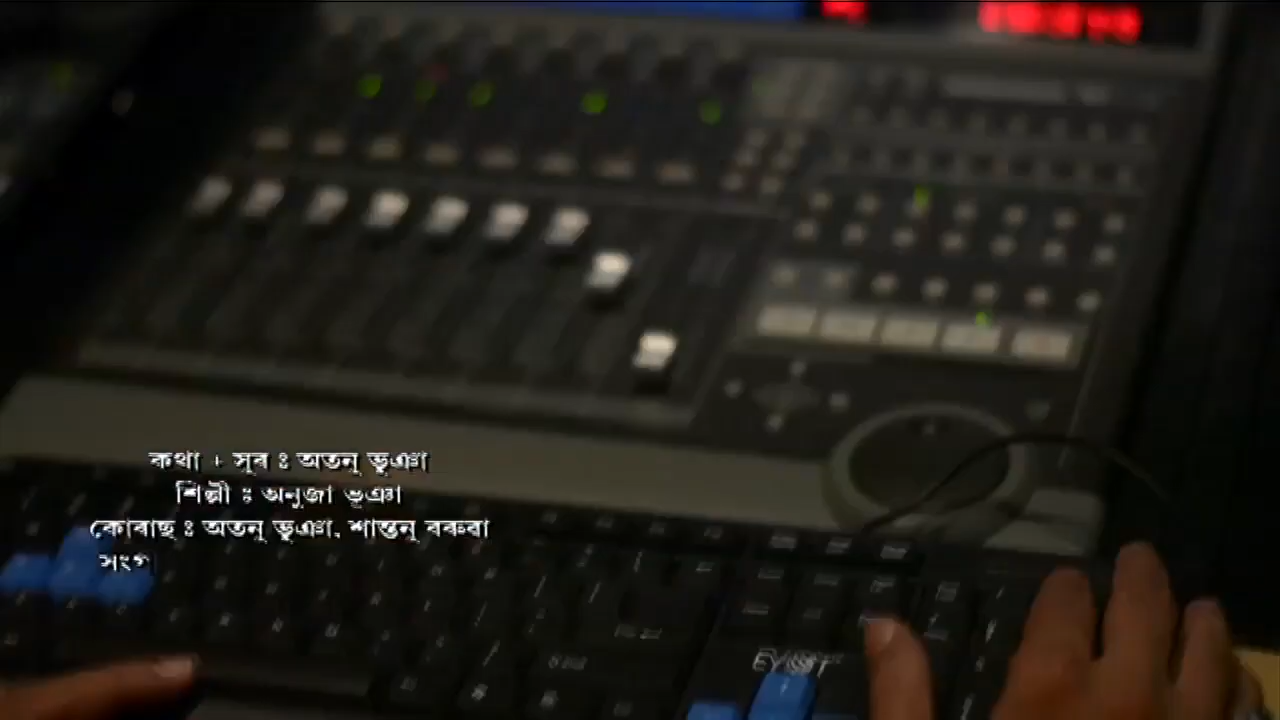 কথা + সুৰ ঃ অতনু ভূঞা
শিল্পী ঃ অনুজা ভূঞা
কোৰাছ ঃ অতনু ভূঞা, শান্তনু বৰুৱা
সংগ